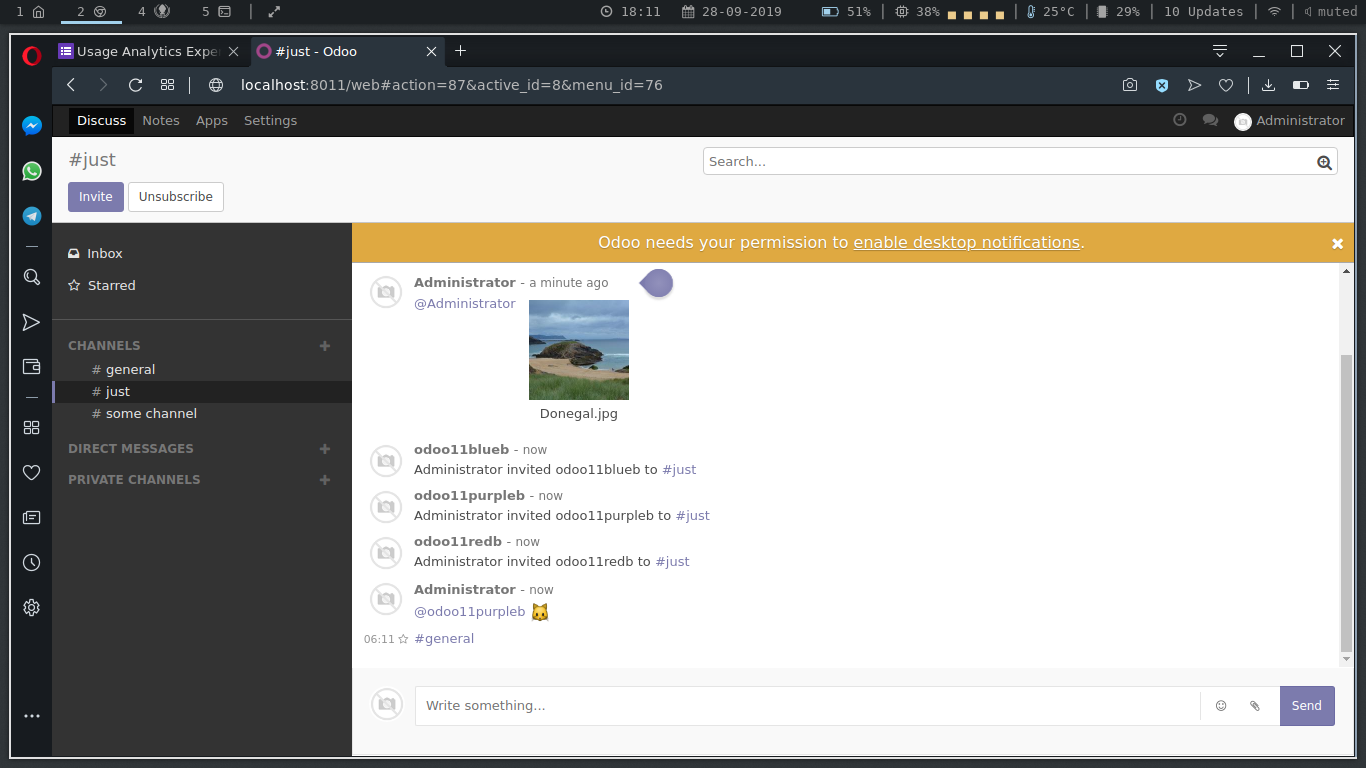 1 2 4 5 18:11 28-09-2019 51% 38% 25°C 29% 10 Updates muted
Usage Analytics Expe
#just - Odoo
localhost:8011/web#action=87&active_id=8&menu_id=76
Discuss Notes Apps Settings Administrator
#just
Search...
Invite Unsubscribe
Inbox
Starred
CHANNELS +
# general
# just
# some channel
DIRECT MESSAGES +
PRIVATE CHANNELS +
Odoo needs your permission to enable desktop notifications.
Administrator - a minute ago
@Administrator
Donegal.jpg
odoo11blueb - now
Administrator invited odoo11blueb to #just
odoo11purpleb - now
Administrator invited odoo11purpleb to #just
odoo11redb - now
Administrator invited odoo11redb to #just
Administrator - now
@odoo11purpleb
06:11 #general
Write something...
Send